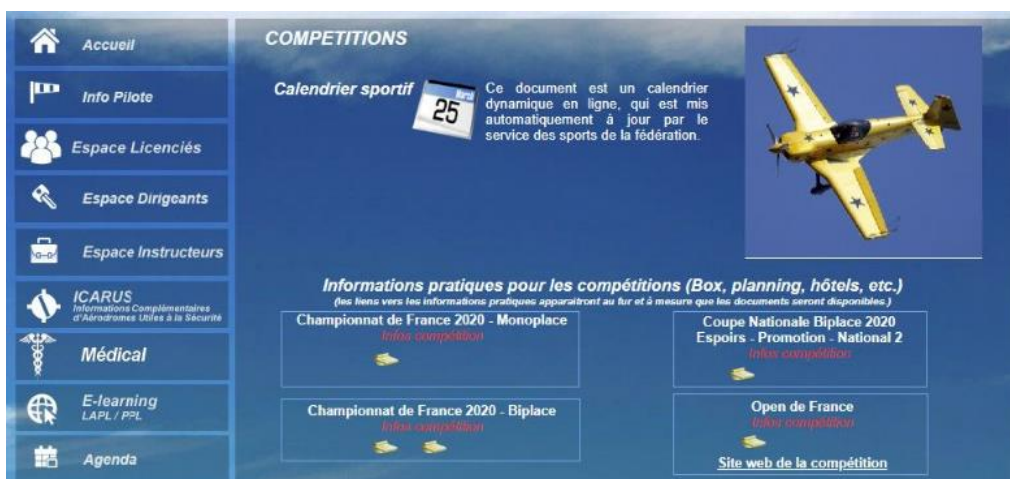 Accueil
Info Pilote
Espace Licenciés
Espace Dirigeants
Espace Instructeurs
ICARUS
Informations Complémentaires
d'Aérodromes Utiles à la Sécurité
Médical
E-learning
LAPL / PPL
Agenda
COMPETITIONS
Calendrier sportif
25
Ce document est un calendrier
dynamique en ligne, qui est mis
automatiquement à jour par le
service des sports de la fédération.
Informations pratiques pour les compétitions (Box, planning, hôtels, etc.)
(les liens vers les informations pratiques apparaitront au fur et à mesure que les documents seront disponibles.)
Championnat de France 2020 - Monoplace
Infos compétition
Coupe Nationale Biplace 2020
Espoirs - Promotion - National 2
Infos compétition
Championnat de France 2020 - Biplace
Infos compétition
Open de France
Infos compétition
Site web de la compétition